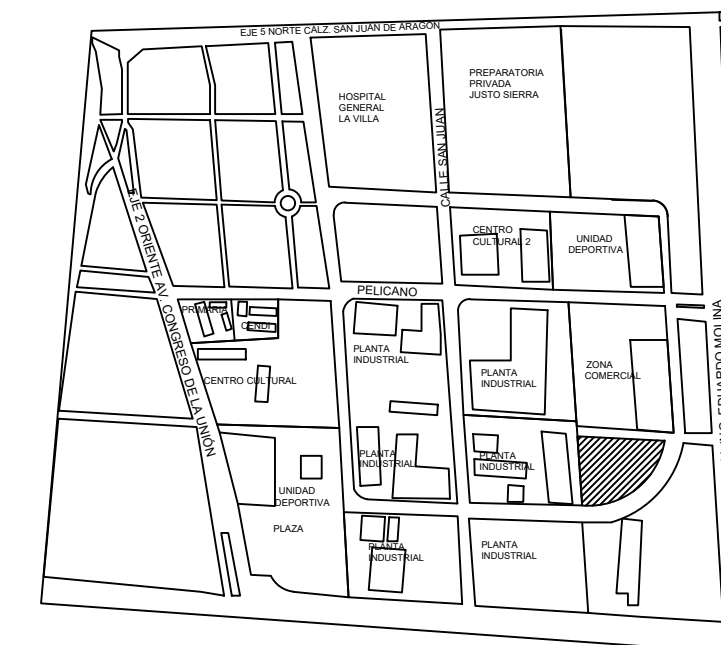 EJE 5 NORTE CALZ. SAN JUAN DE ARAGON
HOSPITAL
GENERAL
LA VILLA
PREPARATORIA
PRIVADA
JUSTO SIERRA
CALLE SAN JUAN
EJE 2 ORIENTE AV. CONGRESO DE LA UNIÓN
CENTRO
CULTURAL 2
UNIDAD
DEPORTIVA
PELICANO
PRIMARIA
CENDI
CENTRO CULTURAL
PLANTA
INDUSTRIAL
PLANTA
INDUSTRIAL
ZONA
COMERCIAL
EDUARDO MOLINA
PLANTA
INDUSTRIAL
PLANTA
INDUSTRIAL
UNIDAD
DEPORTIVA
PLAZA
PLANTA
INDUSTRIAL
PLANTA
INDUSTRIAL